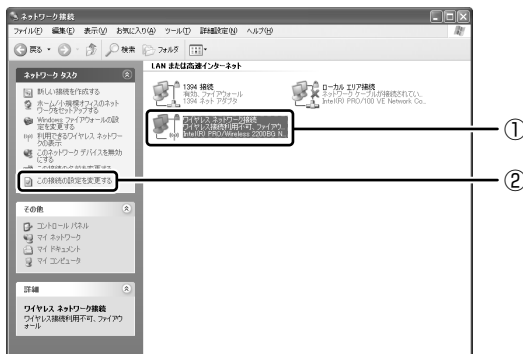 ネットワーク接続
ファイル(F) 編集(E) 表示(V) お気に入り(A) ツール(T) 詳細設定(N) ヘルプ(H)
戻る 検索 フォルダ
ネットワーク タスク
新しい接続を作成する
ホーム/小規模オフィスのネット
ワークをセットアップする
Windows ファイアウォールの設
定を変更する
利用できるワイヤレス ネットワー
クの表示
このネットワーク デバイスを無効
にする
この接続の名前を変更する
この接続の設定を変更する
その他
コントロール パネル
マイ ネットワーク
マイ ドキュメント
マイ コンピュータ
詳細
ワイヤレス ネットワーク接続
ワイヤレス接続利用不可、ファイアウ
ォール
LAN または高速インターネット
1394 接続
有効、ファイアウォール
1394 ネット アダプタ
ローカル エリア接続
ネットワーク ケーブルが接続されてい...
Intel(R) PRO/100 VE Network Co...
ワイヤレス ネットワーク接続
ワイヤレス接続利用不可、ファイアウ...
Intel(R) PRO/Wireless 2200BG N...
①
②